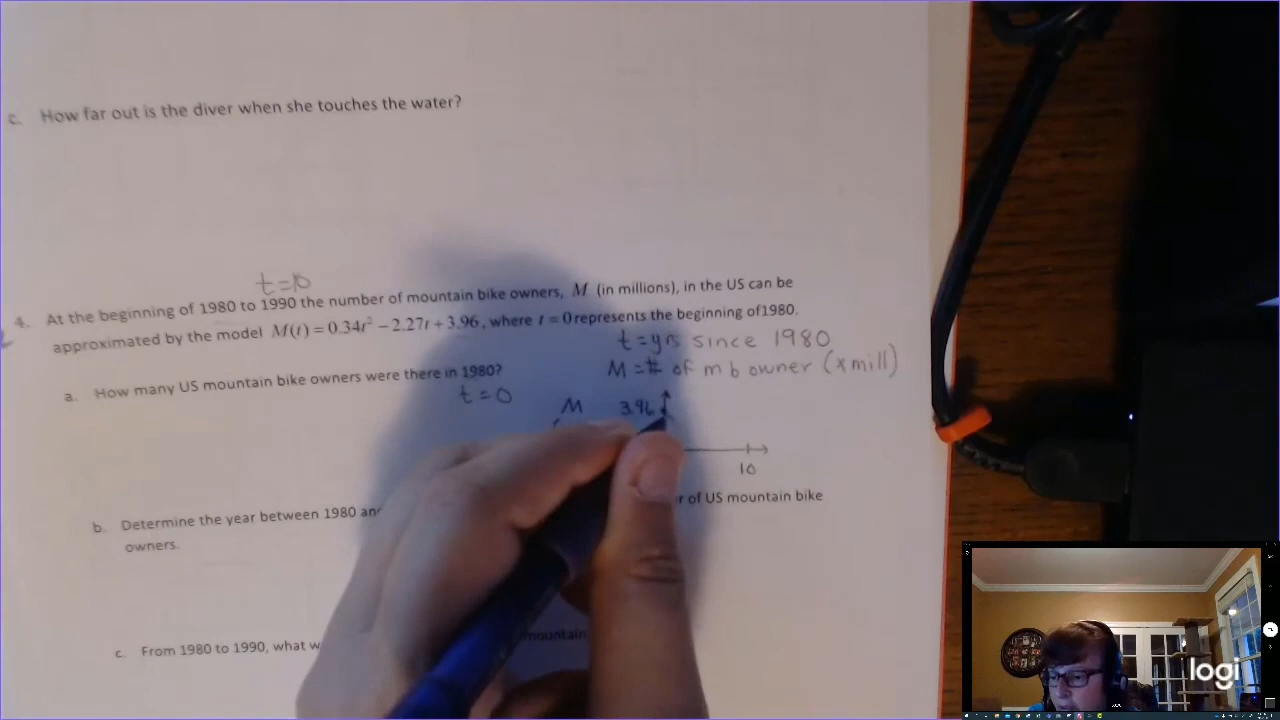 c. How far out is the diver when she touches the water?
t=10
4. At the beginning of 1980 to 1990 the number of mountain bike owners, M (in millions), in the US can be
approximated by the model M(t) = 0.34t² − 2.27t + 3.96, where t = 0 represents the beginning of1980.
t = yrs since 1980
M = # of m b owner (x mill)
a. How many US mountain bike owners were there in 1980?
t = 0
M 3.96
10
b. Determine the year between 1980 and r of US mountain bike
owners.
c. From 1980 to 1990, what w mountain
logi